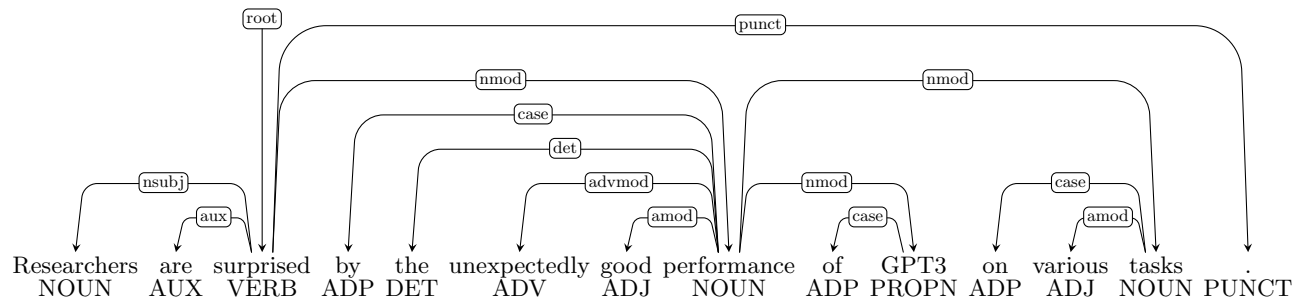 root
punct
nmod nmod
case
det
nsubj advmod nmod case
aux amod case amod
Researchers are surprised by the unexpectedly good performance of GPT3 on various tasks .
NOUN AUX VERB ADP DET ADV ADJ NOUN ADP PROPN ADP ADJ NOUN PUNCT